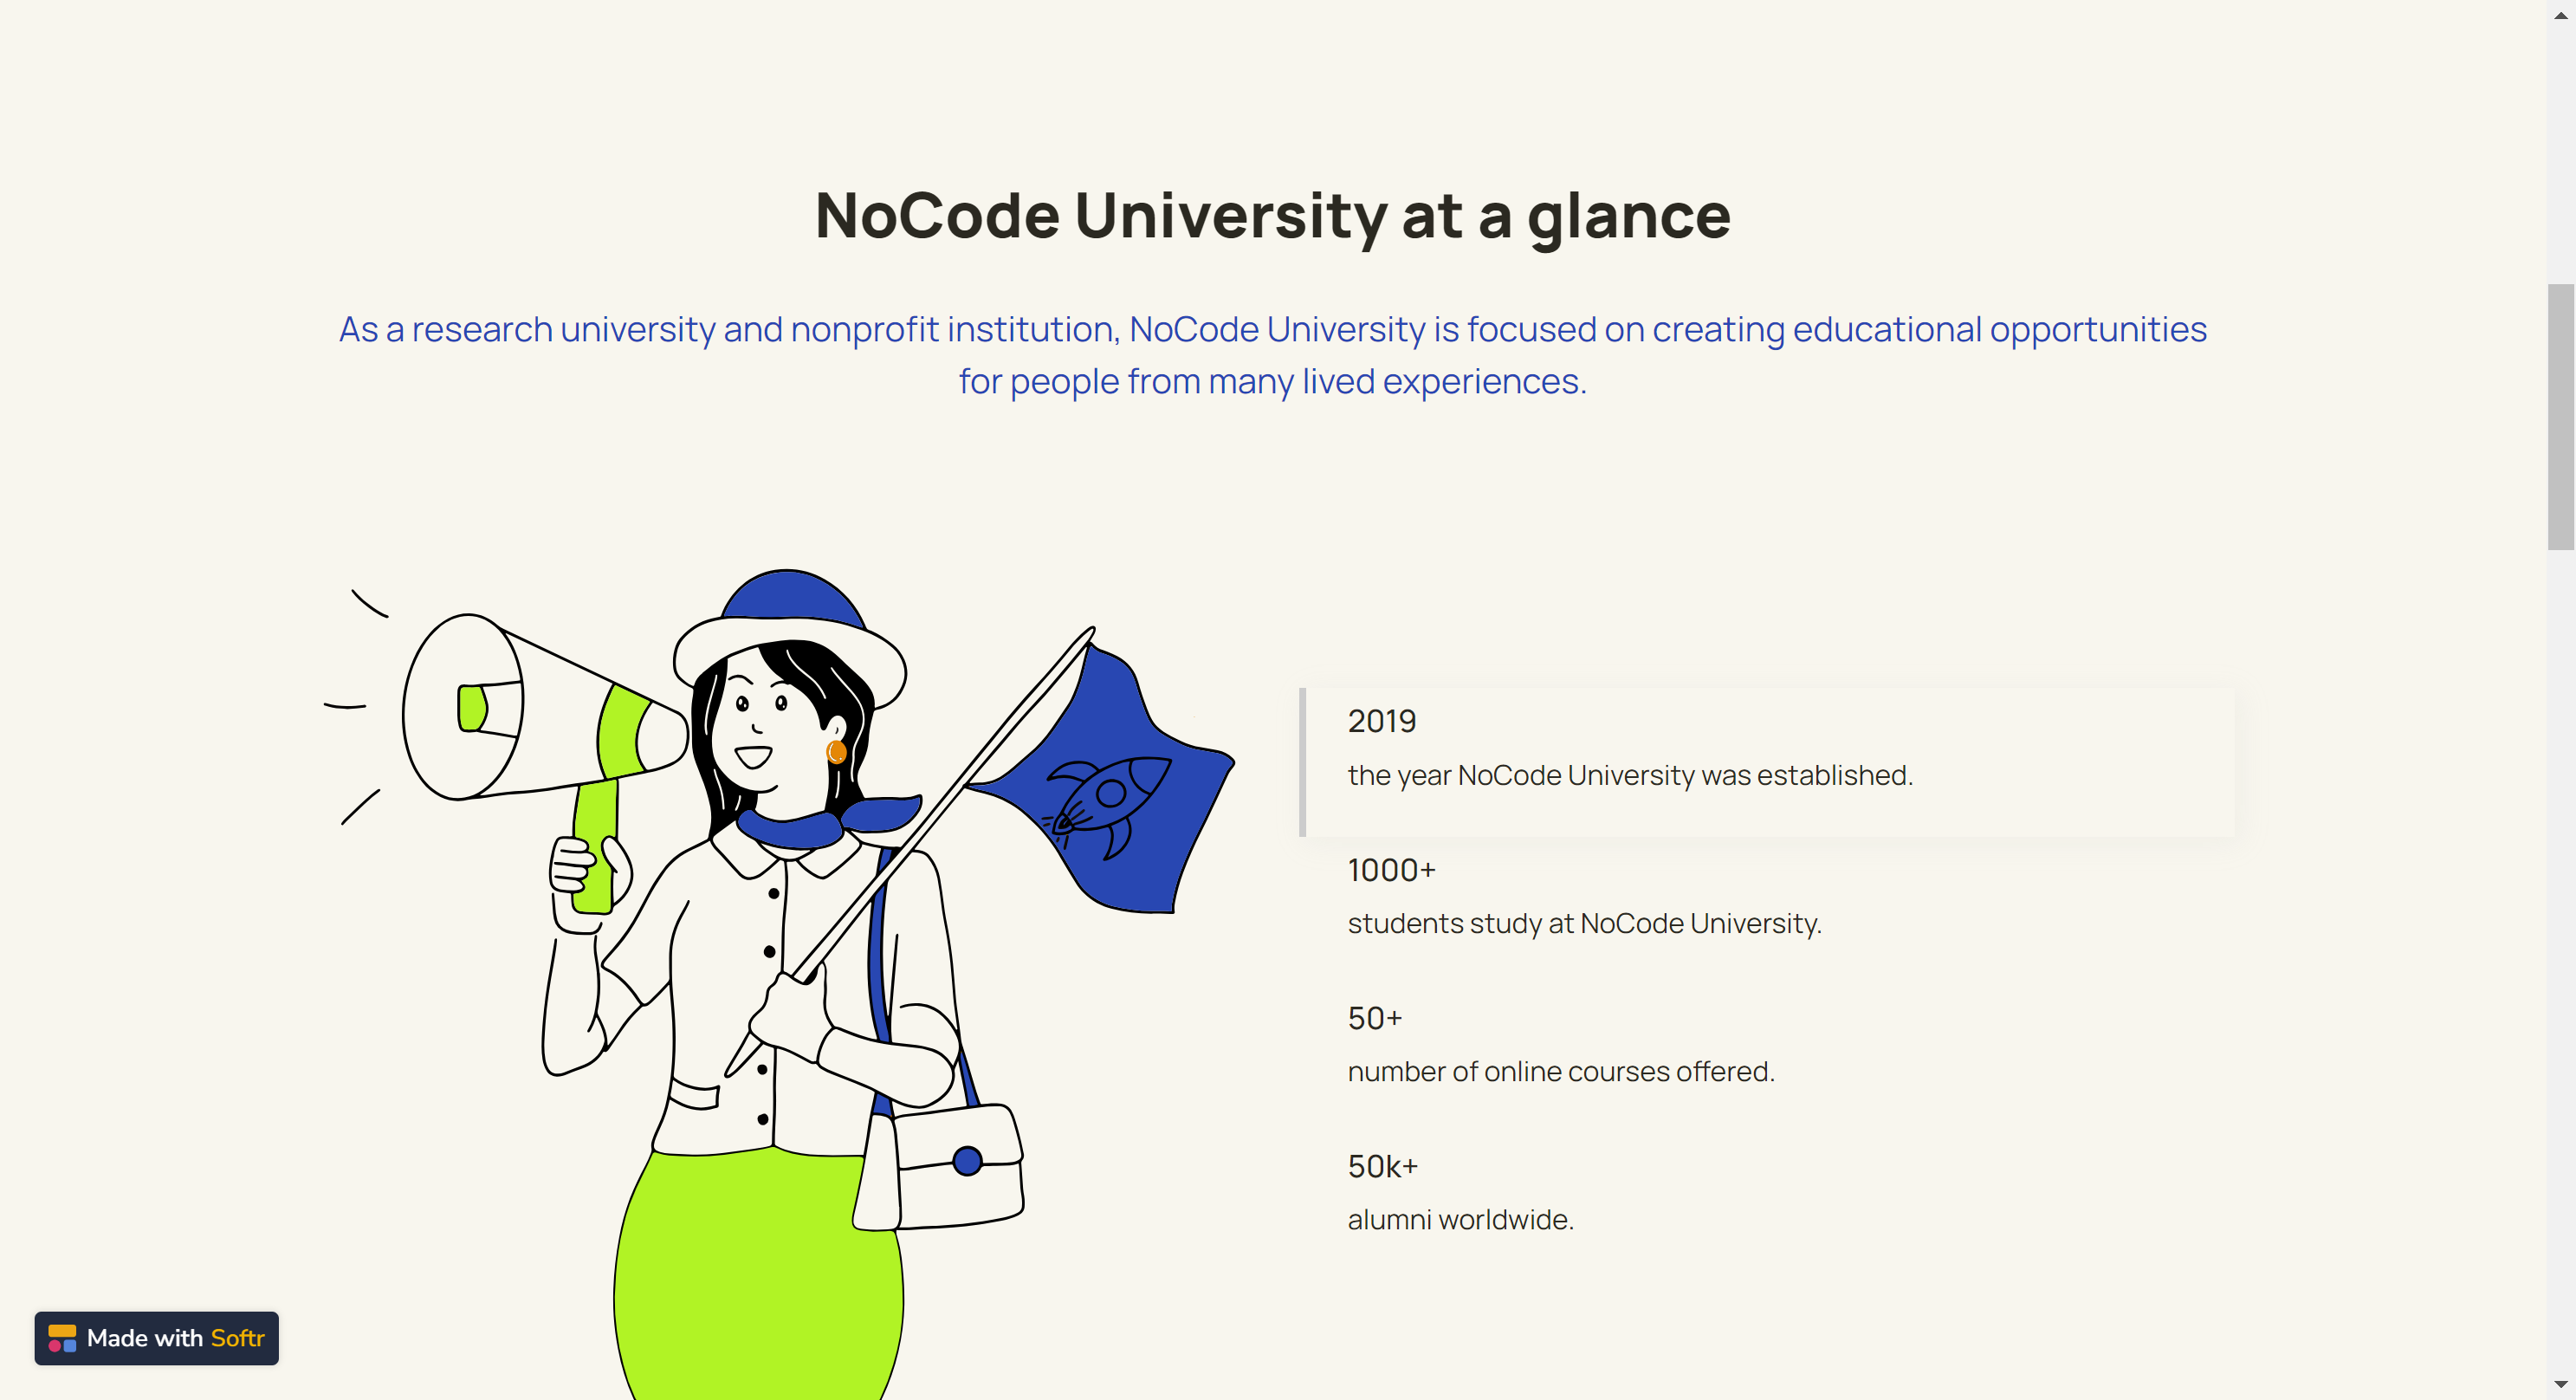 NoCode University at a glance
As a research university and nonprofit institution, NoCode University is focused on creating educational opportunities
for people from many lived experiences.
2019
the year NoCode University was established.
1000+
students study at NoCode University.
50+
number of online courses offered.
50k+
alumni worldwide.
Made with Softr